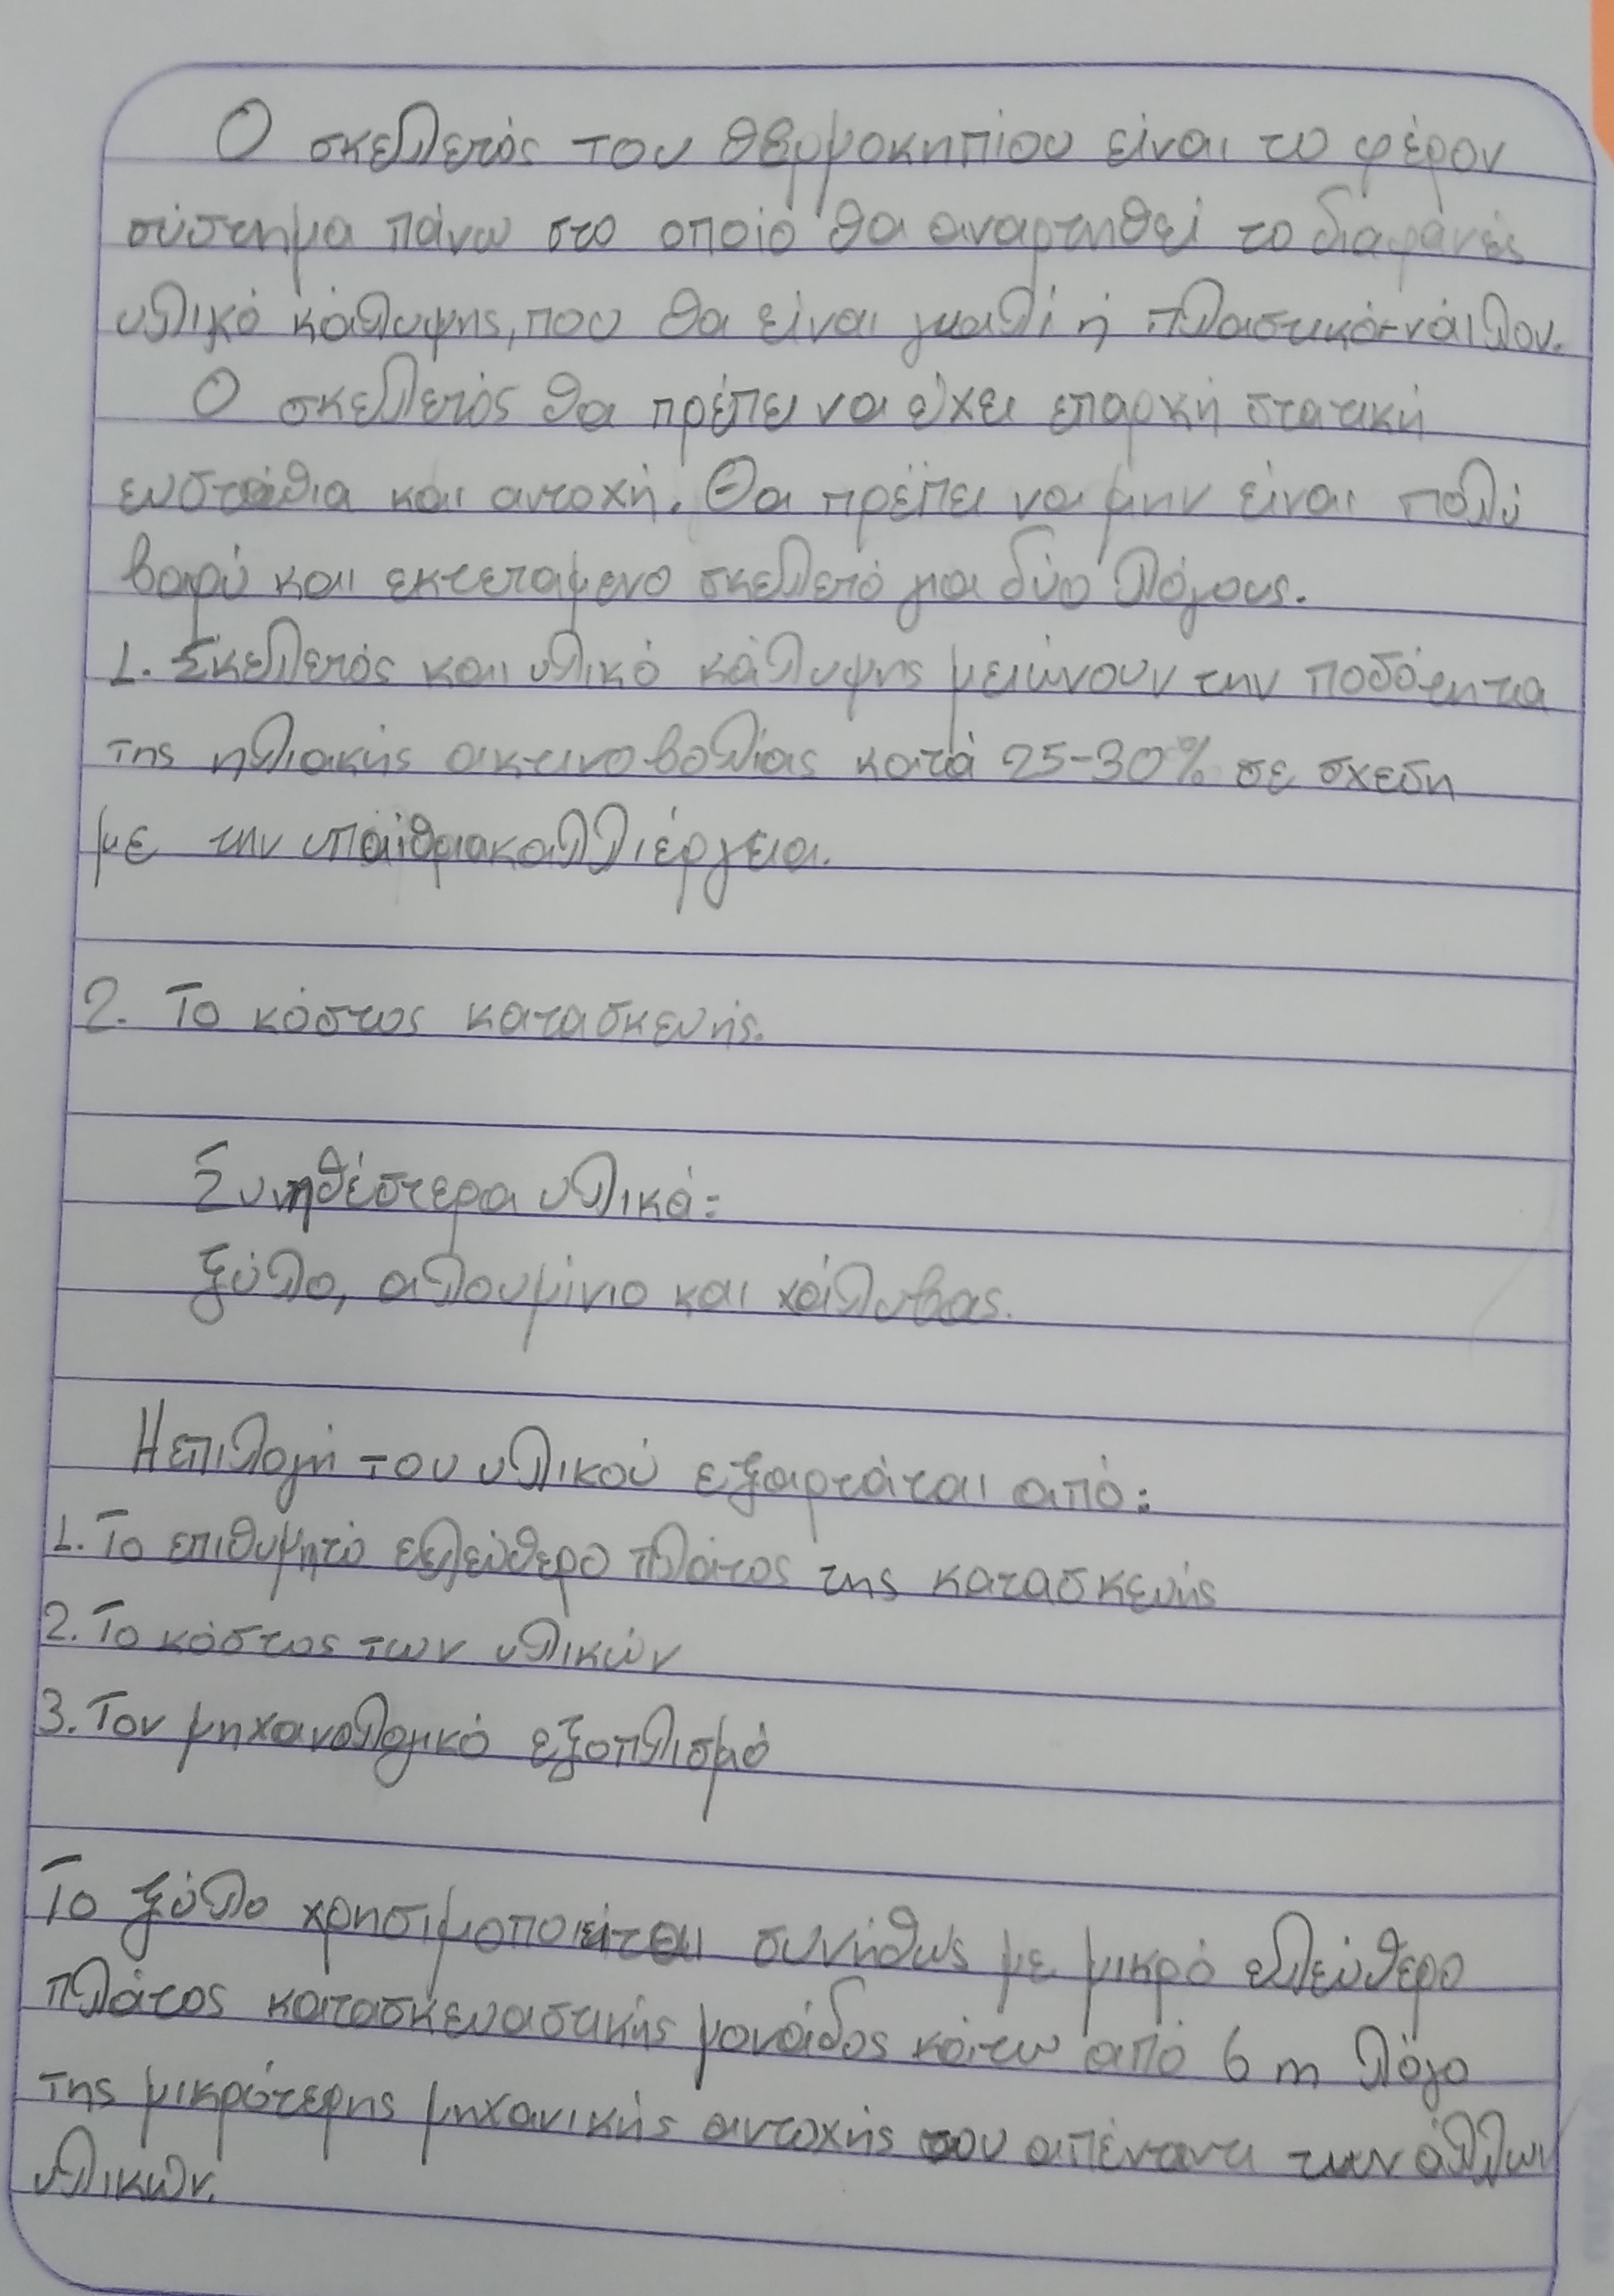 Ο σκελετός του θερμοκηπίου είναι το φέρον
σύστημα πάνω στο οποίο θα αναρτηθεί το διαφανές
υλικό κάλυψης, που θα είναι γυαλί ή πλαστικό-νάιλον.
Ο σκελετός θα πρέπει να έχει επαρκή στατική
ευστάθια και αντοχή. Θα πρέπει να μην είναι πολύ
βαρύ και εκτεταμενο σκελετό για δύο λόγους.
1. Σκελετός και υλικό κάλυψης μειώνουν την ποσότητα
της ηλιακής ακτινοβολίας κατά 25-30% σε σχεση
με την υπαίθρια καλλιέργεια.
2. Το κόστος κατασκευής.
Συνηθέστερα υλικά:
Ξύλο, αλουμίνιο και χάλυβας.
Η επιλογή του υλικού εξαρτάται από:
1. Το επιθυμητό ελεύθερο πλάτος της κατασκευής
2. Το κόστος των υλικών
3. Τον μηχανολογικό εξοπλισμό
Το ξύλο χρησιμοποιείται συνήθως με μικρό ελεύθερο
πλάτος κατασκευαστικής μονάδος κάτω από 6 m λόγο
της μικρότερης μηχανικής αντοχής του απέναντι των άλλων
υλικών.